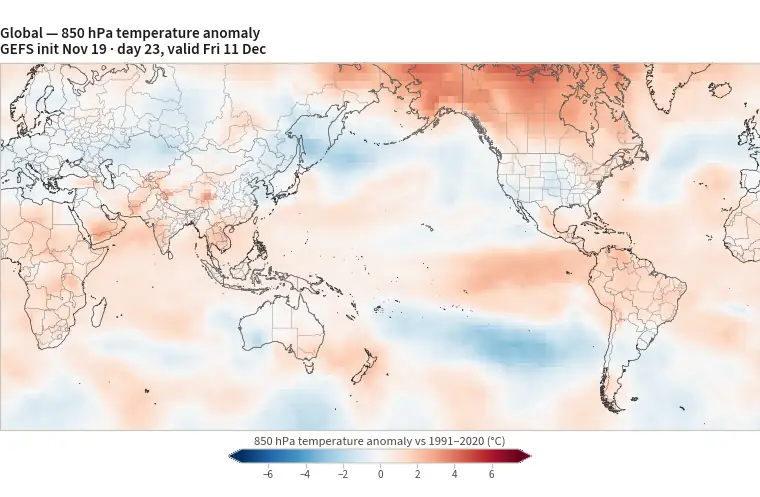 Global — 850 hPa temperature anomaly
GEFS init Nov 19 · day 23, valid Fri 11 Dec
850 hPa temperature anomaly vs 1991–2020 (°C)
−6 −4 −2 0 2 4 6